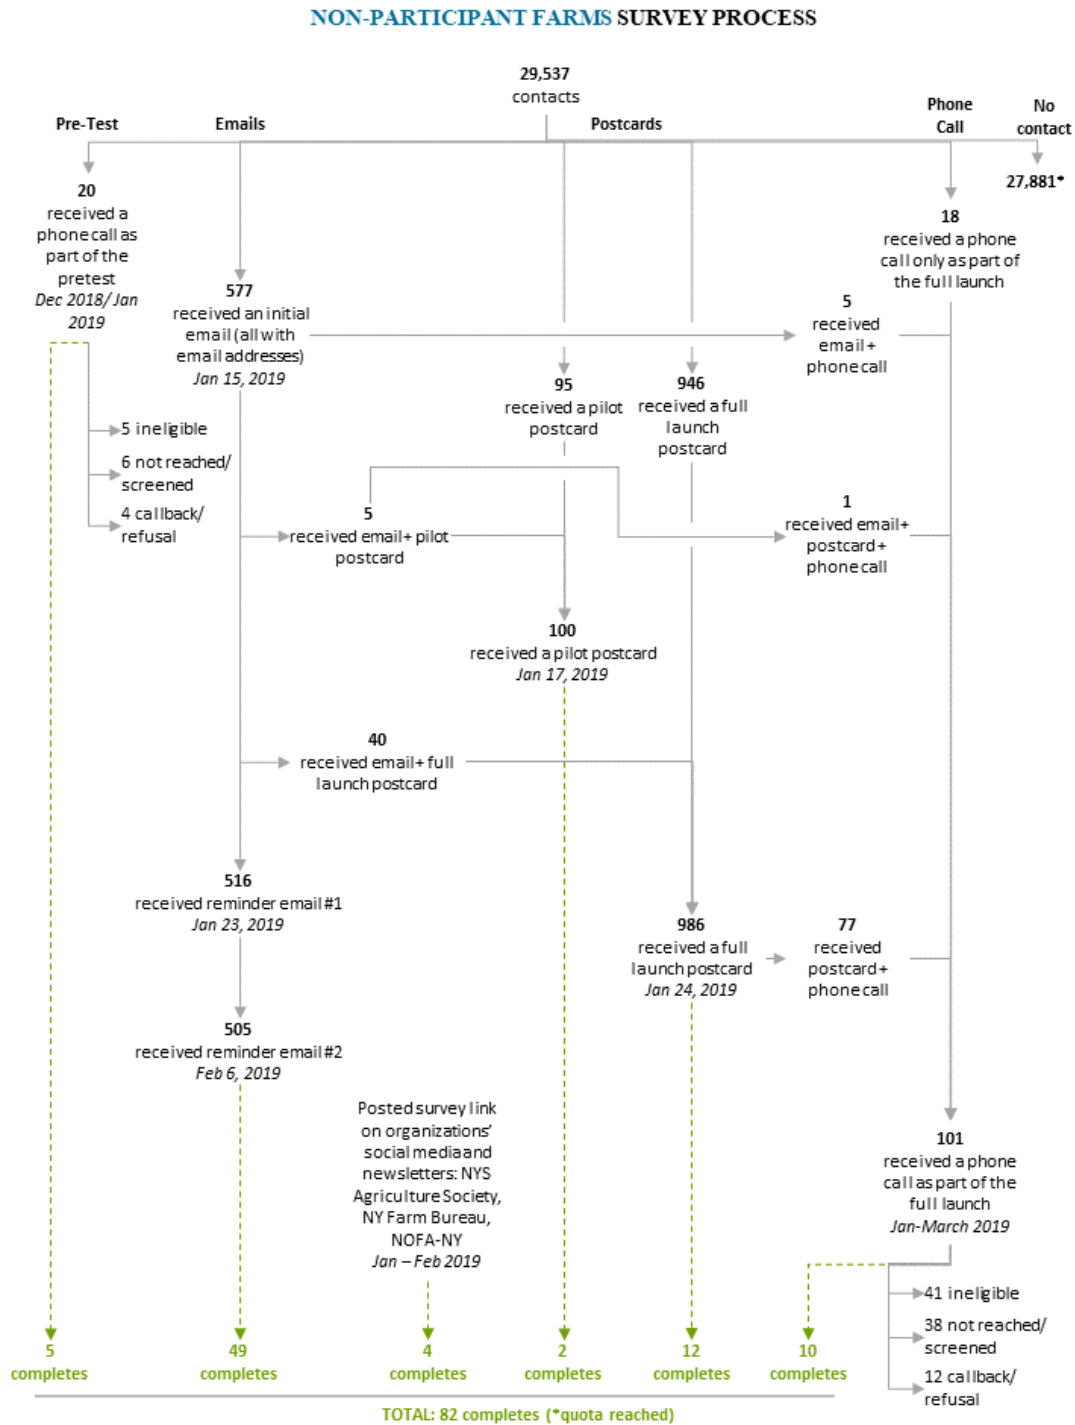 NON-PARTICIPANT FARMS SURVEY PROCESS
29,537
contacts
Pre-Test
Emails
Postcards
Phone
Call
No
contact
27,881*
20
received a
phone call as
part of the
pretest
Dec 2018/ Jan
2019
18
received a phone
call only as part of
the full launch
577
received an initial
email (all with
email addresses)
Jan 15, 2019
5
received
email +
phone call
95
received a pilot
postcard
946
received a full
launch
postcard
5 ineligible
6 not reached/
screened
4 callback/
refusal
5
received email+ pilot
postcard
1
received email+
postcard +
phone call
100
received a pilot postcard
Jan 17, 2019
40
received email+ full
launch postcard
516
received reminder email #1
Jan 23, 2019
986
received a full
launch postcard
Jan 24, 2019
77
received
postcard +
phone call
505
received reminder email #2
Feb 6, 2019
Posted survey link
on organizations’
social media and
newsletters: NYS
Agriculture Society,
NY Farm Bureau,
NOFA-NY
Jan – Feb 2019
101
received a phone
call as part of the
full launch
Jan-March 2019
41 ineligible
38 not reached/
screened
12 callback/
refusal
5
completes
49
completes
4
completes
2
completes
12
completes
10
completes
TOTAL: 82 completes (*quota reached)